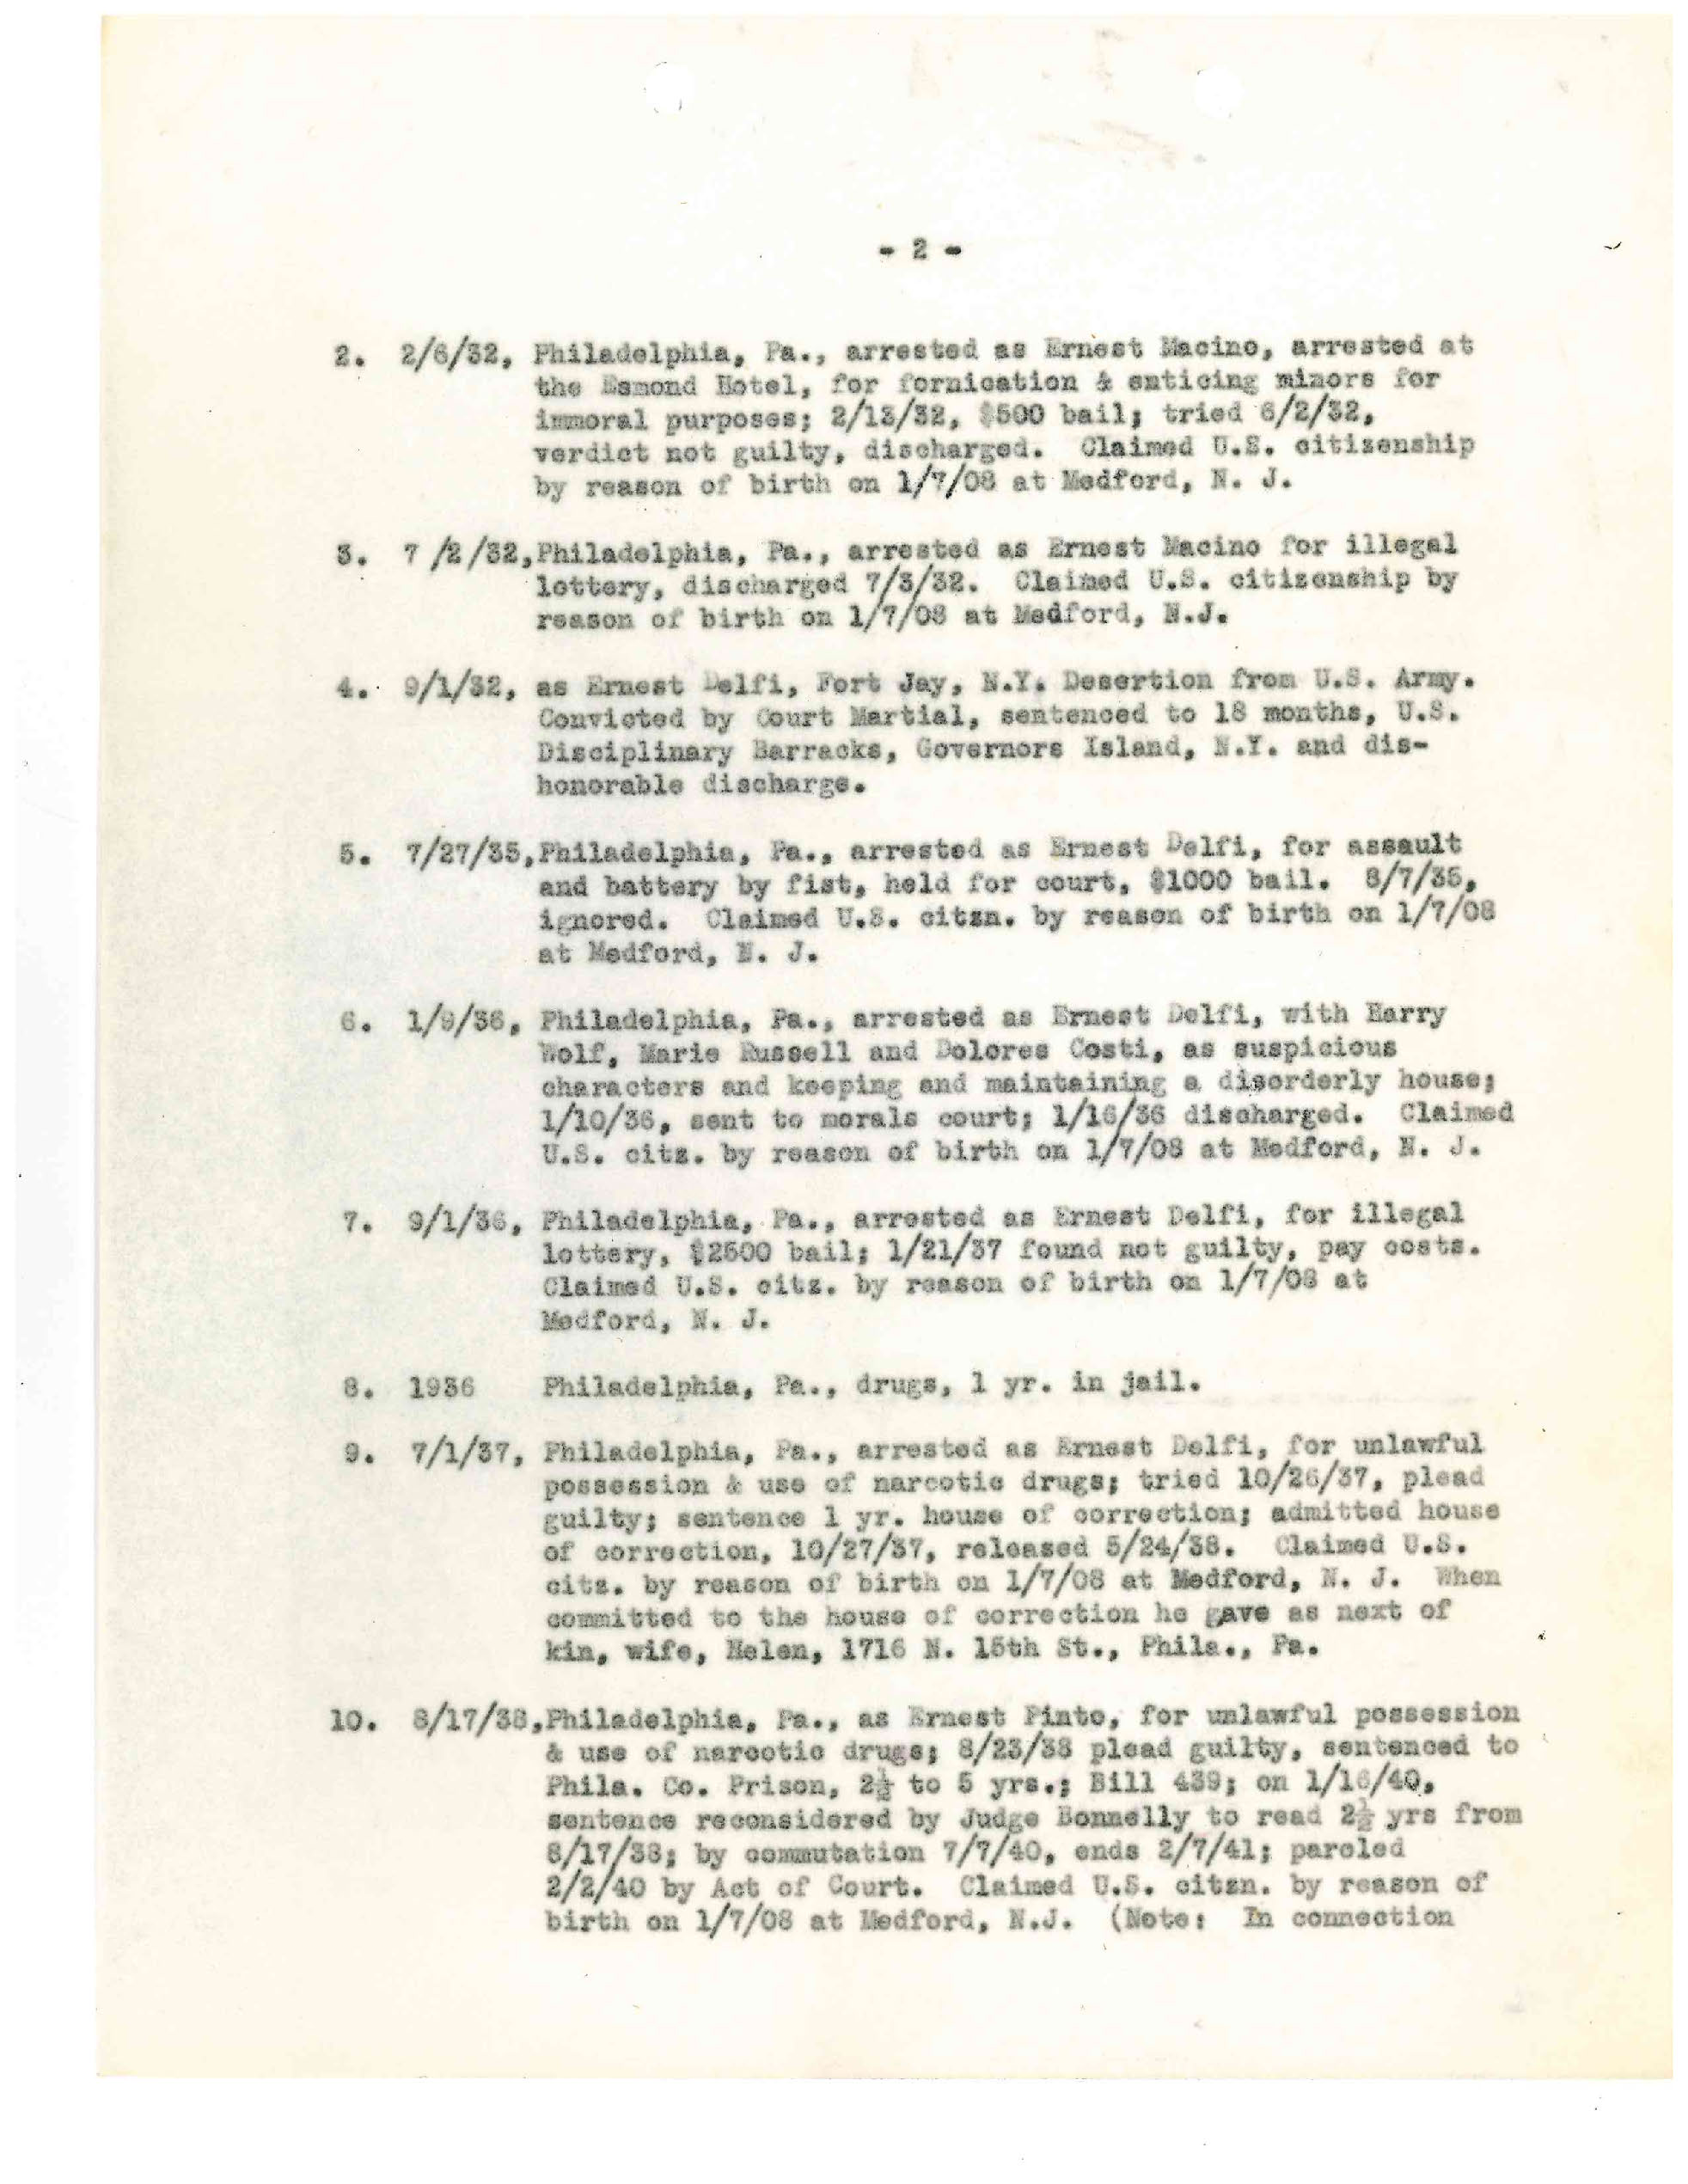 - 2 -
2. 2/6/32, Philadelphia, Pa., arrested as Ernest Macino, arrested at
the Esmond Hotel, for fornication & enticing minors for
immoral purposes; 2/13/32, $500 bail; tried 6/2/32,
verdict not guilty, discharged. Claimed U.S. citizenship
by reason of birth on 1/7/08 at Medford, N. J.
3. 7 /2 /32, Philadelphia, Pa., arrested as Ernest Macino for illegal
lottery, discharged 7/3/32. Claimed U.S. citizenship by
reason of birth on 1/7/08 at Medford, N.J.
4. 9/1/32, as Ernest Delfi, Fort Jay, N.Y. Desertion from U.S. Army.
Convicted by Court Martial, sentenced to 18 months, U.S.
Disciplinary Barracks, Governors Island, N.Y. and dis-
honorable discharge.
5. 7/27/35, Philadelphia, Pa., arrested as Ernest Delfi, for assault
and battery by fist, held for court, $1000 bail. 8/7/35,
ignored. Claimed U.S. citzn. by reason of birth on 1/7/08
at Medford, N. J.
6. 1/9/36, Philadelphia, Pa., arrested as Ernest Delfi, with Harry
Wolf, Marie Russell and Dolores Costi, as suspicious
characters and keeping and maintaining a disorderly house;
1/10/36, sent to morals court; 1/16/36 discharged. Claimed
U.S. citz. by reason of birth on 1/7/08 at Medford, N. J.
7. 9/1/36, Philadelphia, Pa., arrested as Ernest Delfi, for illegal
lottery, $2500 bail; 1/21/37 found not guilty, pay costs.
Claimed U.S. citz. by reason of birth on 1/7/08 at
Medford, N. J.
8. 1936 Philadelphia, Pa., drugs, 1 yr. in jail.
9. 7/1/37, Philadelphia, Pa., arrested as Ernest Delfi, for unlawful
possession & use of narcotic drugs; tried 10/26/37, plead
guilty; sentence 1 yr. house of correction; admitted house
of correction, 10/27/37, released 5/24/38. Claimed U.S.
citz. by reason of birth on 1/7/08 at Medford, N. J. When
committed to the house of correction he gave as next of
kin, wife, Helen, 1716 N. 15th St., Phila., Pa.
10. 8/17/38, Philadelphia, Pa., as Ernest Pinto, for unlawful possession
& use of narcotic drugs; 8/23/38 plead guilty, sentenced to
Phila. Co. Prison, 2½ to 5 yrs.; Bill 439; on 1/16/40,
sentence reconsidered by Judge Bonnelly to read 2½ yrs from
8/17/38; by commutation 7/7/40, ends 2/7/41; paroled
2/2/40 by Act of Court. Claimed U.S. citzn. by reason of
birth on 1/7/08 at Medford, N.J. (Note: In connection